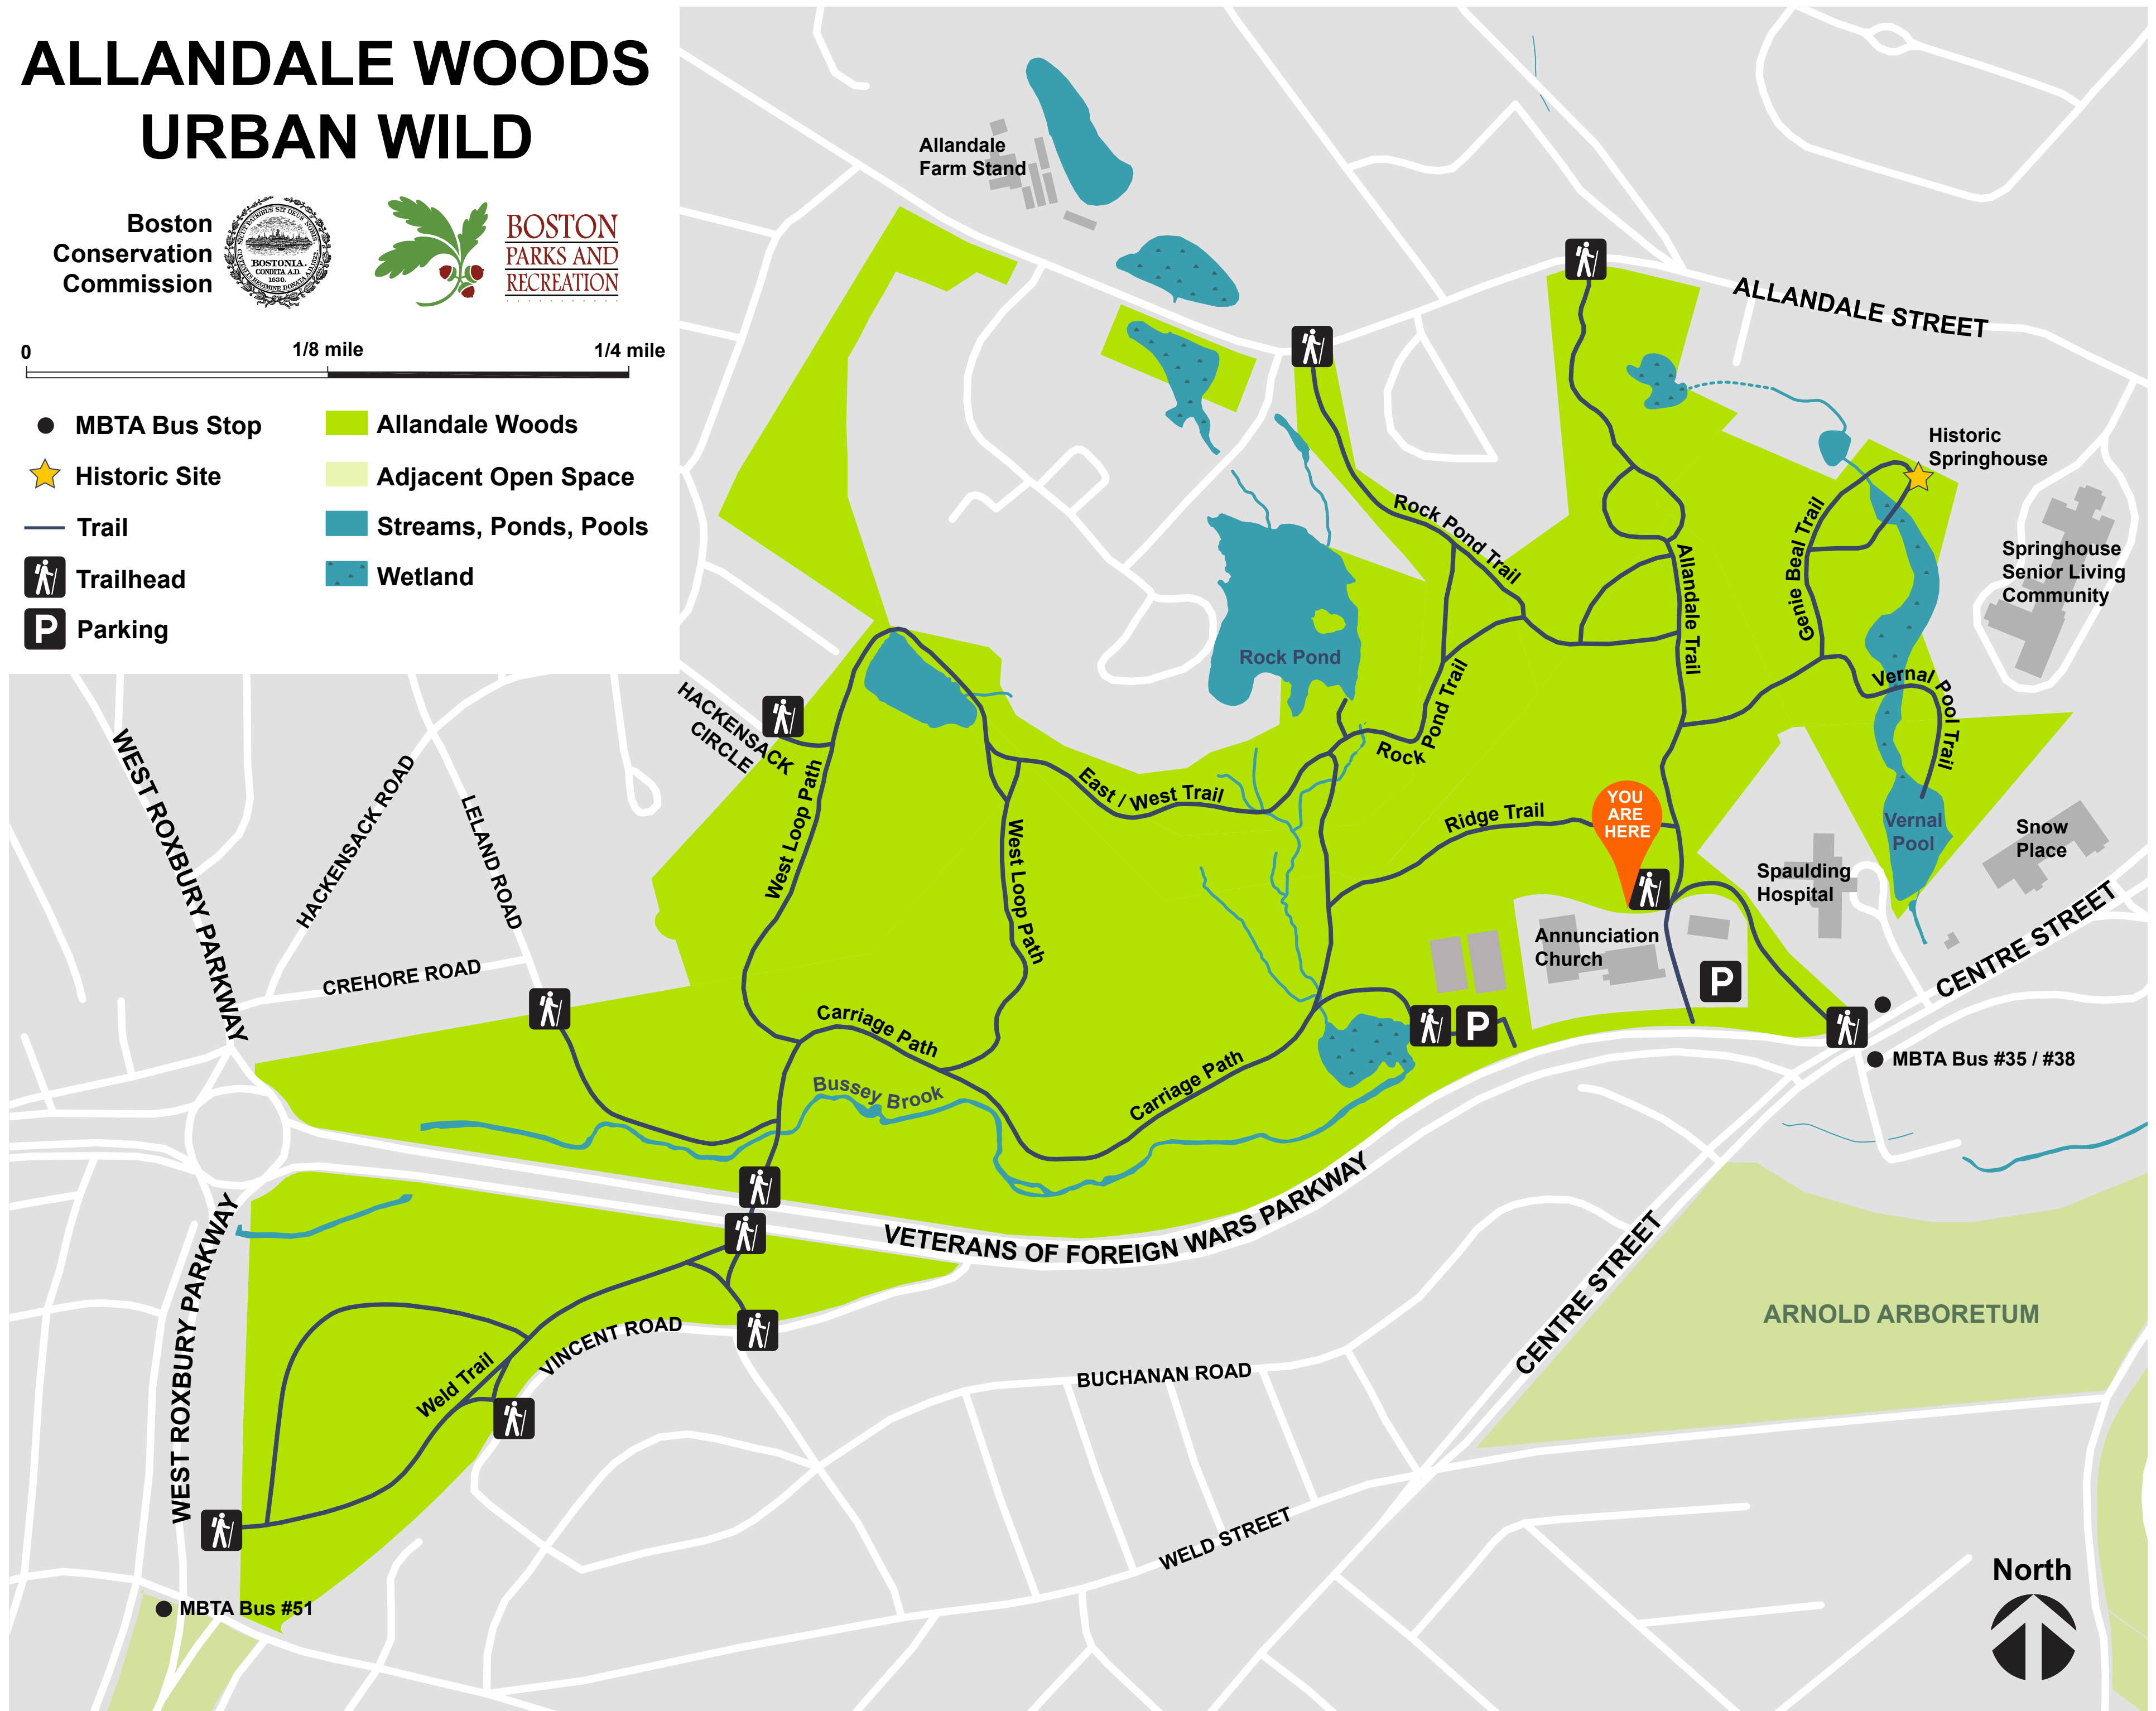 ALLANDALE WOODS
URBAN WILD
Boston
Conservation
Commission
BOSTONIA.
CONDITA A.D.
1630.
BOSTON
PARKS AND
RECREATION
0
1/8 mile
1/4 mile
MBTA Bus Stop
Historic Site
Trail
Trailhead
P
Parking
Allandale Woods
Adjacent Open Space
Streams, Ponds, Pools
Wetland
Allandale
Farm Stand
ALLANDALE STREET
Historic
Springhouse
Springhouse
Senior Living
Community
Rock Pond Trail
Allandale Trail
Genie Beal Trail
Rock Pond
Rock Pond Trail
Vernal Pool Trail
HACKENSACK
CIRCLE
East / West Trail
Ridge Trail
YOU
ARE
HERE
West Loop Path
West Loop Path
Vernal
Pool
Snow
Place
Spaulding
Hospital
Annunciation
Church
P
P
CENTRE STREET
MBTA Bus #35 / #38
WEST ROXBURY PARKWAY
HACKENSACK ROAD
LELAND ROAD
CREHORE ROAD
Carriage Path
Carriage Path
Bussey Brook
VETERANS OF FOREIGN WARS PARKWAY
WEST ROXBURY PARKWAY
Weld Trail
VINCENT ROAD
BUCHANAN ROAD
CENTRE STREET
ARNOLD ARBORETUM
WELD STREET
MBTA Bus #51
North